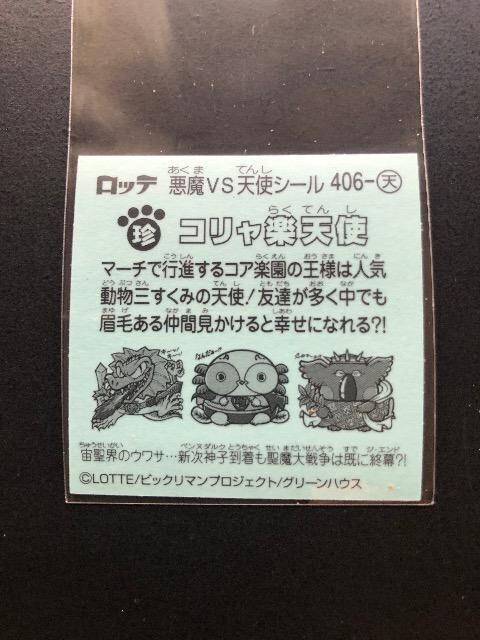 ロッテ 悪魔VS天使シール 406-天
珍 コリャ楽天使
マーチで行進するコア楽園の王様は人気
動物三すくみの天使!友達が多く中でも
眉毛ある仲間見かけると幸せになれる?!
宙聖界のウワサ…新次神子到着も聖魔大戦争は既に終幕?!
©LOTTE/ビックリマンプロジェクト/グリーンハウス